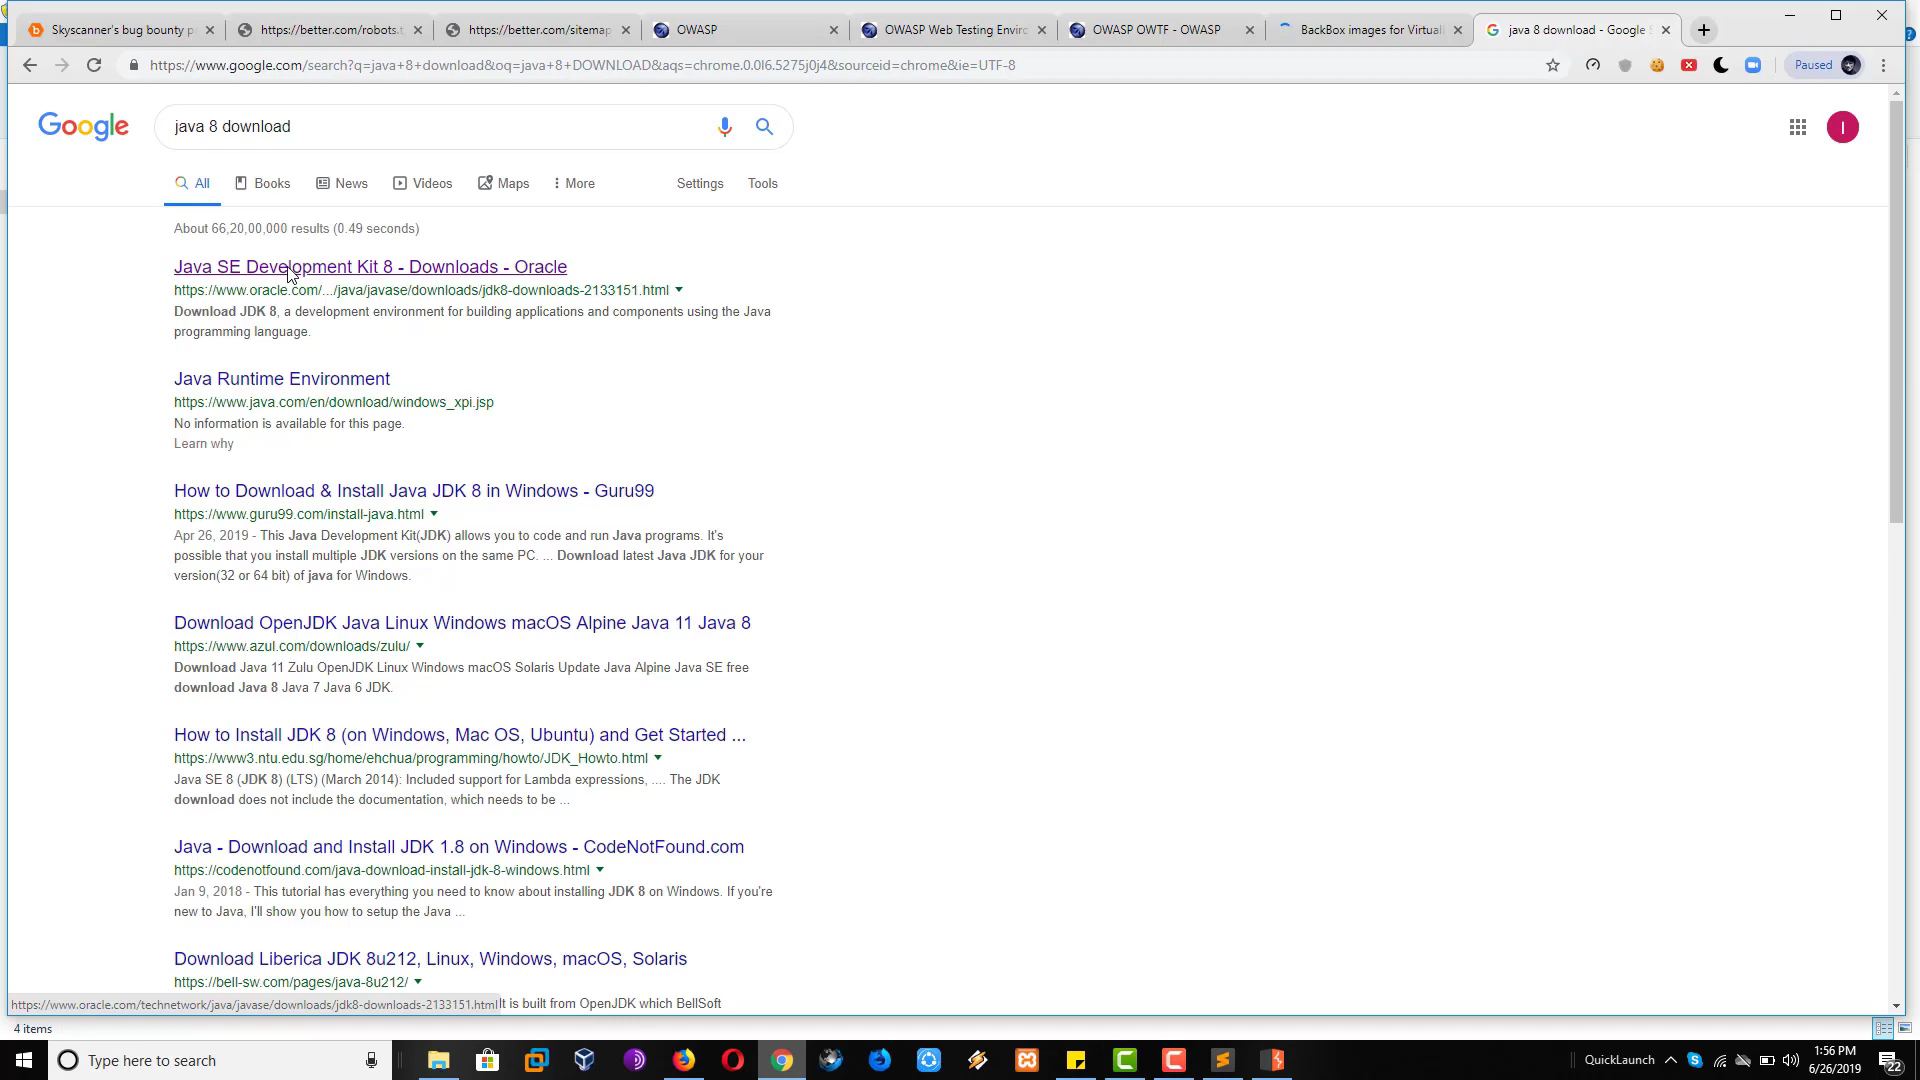 Skyscanner's bug bounty p
https://better.com/robots.t
https://better.com/sitemap
OWASP
OWASP Web Testing Enviro
OWASP OWTF - OWASP
BackBox images for Virtuall
java 8 download - Google S
https://www.google.com/search?q=java+8+download&oq=java+8+DOWNLOAD&aqs=chrome.0.0l6.5275j0j4&sourceid=chrome&ie=UTF-8
Paused
Google
java 8 download
I
All
Books
News
Videos
Maps
More
Settings
Tools
About 66,20,00,000 results (0.49 seconds)
Java SE Development Kit 8 - Downloads - Oracle
https://www.oracle.com/.../java/javase/downloads/jdk8-downloads-2133151.html
Download JDK 8, a development environment for building applications and components using the Java
programming language.
Java Runtime Environment
https://www.java.com/en/download/windows_xpi.jsp
No information is available for this page.
Learn why
How to Download & Install Java JDK 8 in Windows - Guru99
https://www.guru99.com/install-java.html
Apr 26, 2019 - This Java Development Kit(JDK) allows you to code and run Java programs. It's
possible that you install multiple JDK versions on the same PC. ... Download latest Java JDK for your
version(32 or 64 bit) of java for Windows.
Download OpenJDK Java Linux Windows macOS Alpine Java 11 Java 8
https://www.azul.com/downloads/zulu/
Download Java 11 Zulu OpenJDK Linux Windows macOS Solaris Update Java Alpine Java SE free
download Java 8 Java 7 Java 6 JDK.
How to Install JDK 8 (on Windows, Mac OS, Ubuntu) and Get Started ...
https://www3.ntu.edu.sg/home/ehchua/programming/howto/JDK_Howto.html
Java SE 8 (JDK 8) (LTS) (March 2014): Included support for Lambda expressions, .... The JDK
download does not include the documentation, which needs to be ...
Java - Download and Install JDK 1.8 on Windows - CodeNotFound.com
https://codenotfound.com/java-download-install-jdk-8-windows.html
Jan 9, 2018 - This tutorial has everything you need to know about installing JDK 8 on Windows. If you're
new to Java, I'll show you how to setup the Java ...
Download Liberica JDK 8u212, Linux, Windows, macOS, Solaris
https://bell-sw.com/pages/java-8u212/
https://www.oracle.com/technetwork/java/javase/downloads/jdk8-downloads-2133151.html
It is built from OpenJDK which BellSoft
4 items
Type here to search
QuickLaunch
1:56 PM
6/26/2019
22